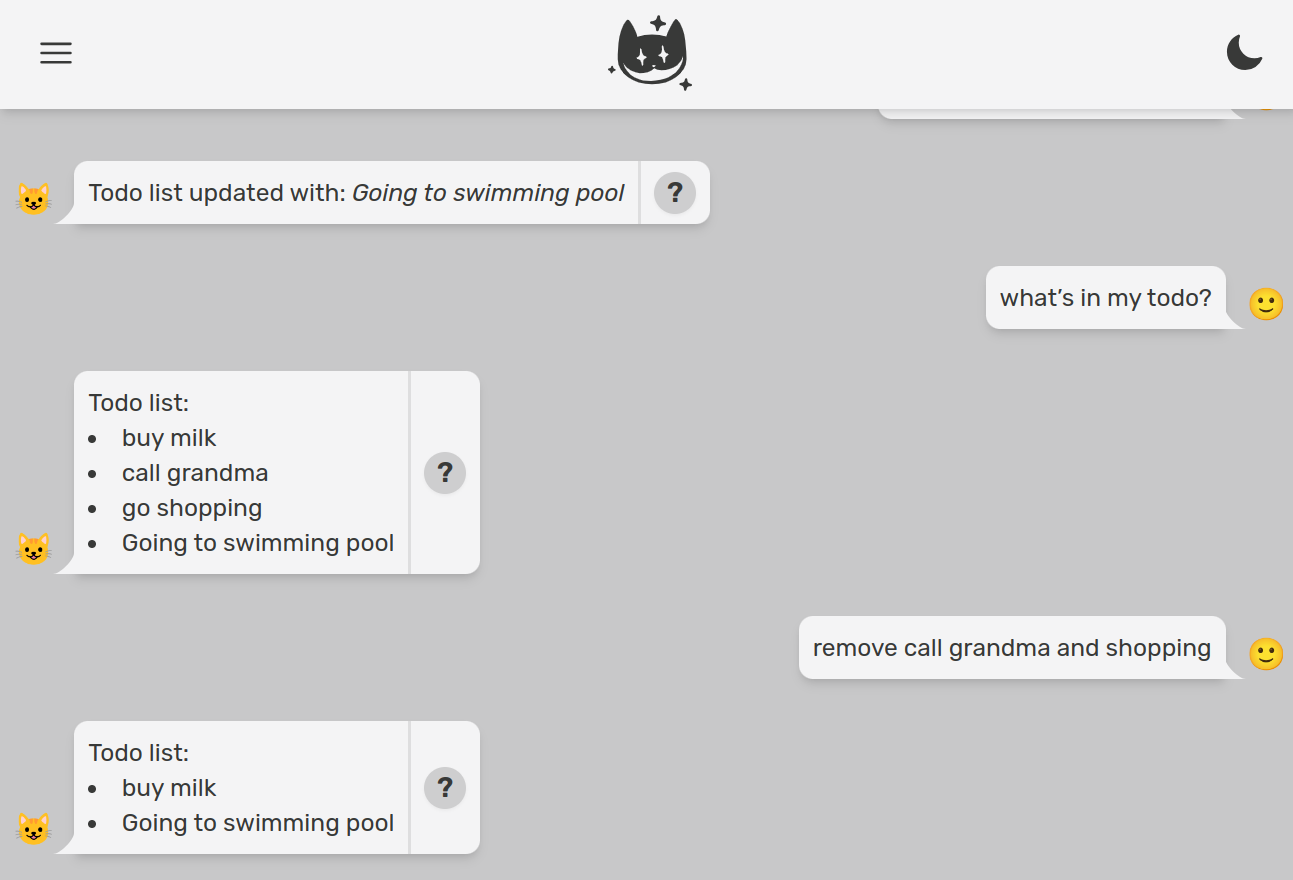 Todo list updated with: Going to swimming pool
?
what's in my todo?
Todo list:
• buy milk
• call grandma
• go shopping
• Going to swimming pool
?
remove call grandma and shopping
Todo list:
• buy milk
• Going to swimming pool
?